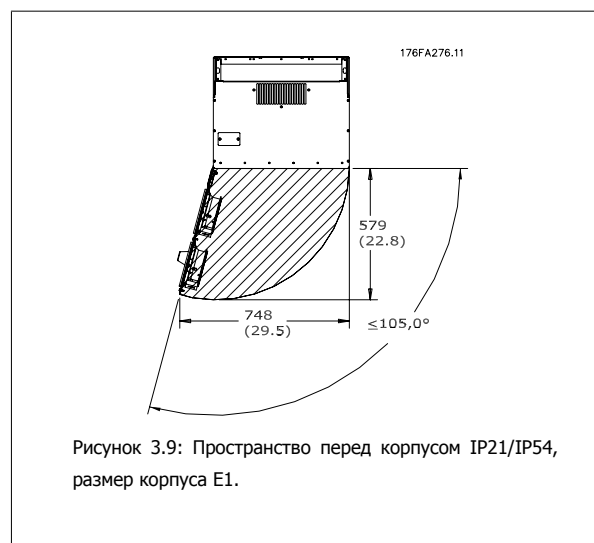 176FA276.11
579
(22.8)
748
(29.5)
≤105,0°
Рисунок 3.9: Пространство перед корпусом IP21/IP54,
размер корпуса E1.